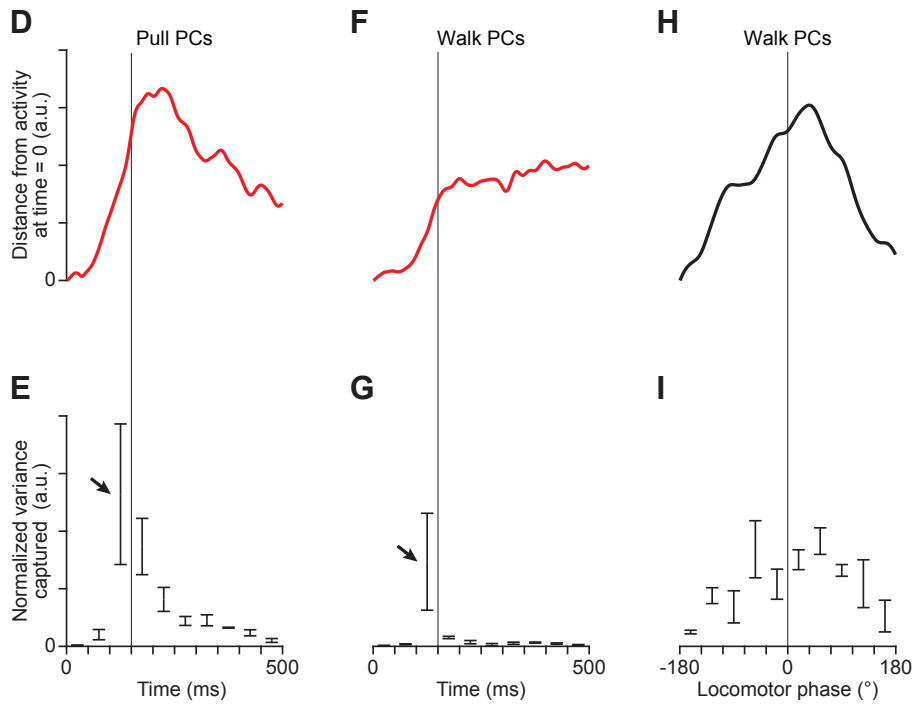 D
Pull PCs
F
Walk PCs
H
Walk PCs
Distance from activity
at time = 0 (a.u.)
0
E
G
I
Normalized variance
captured (a.u.)
0
500
0
500
-180
0
180
Time (ms)
Time (ms)
Locomotor phase (°)